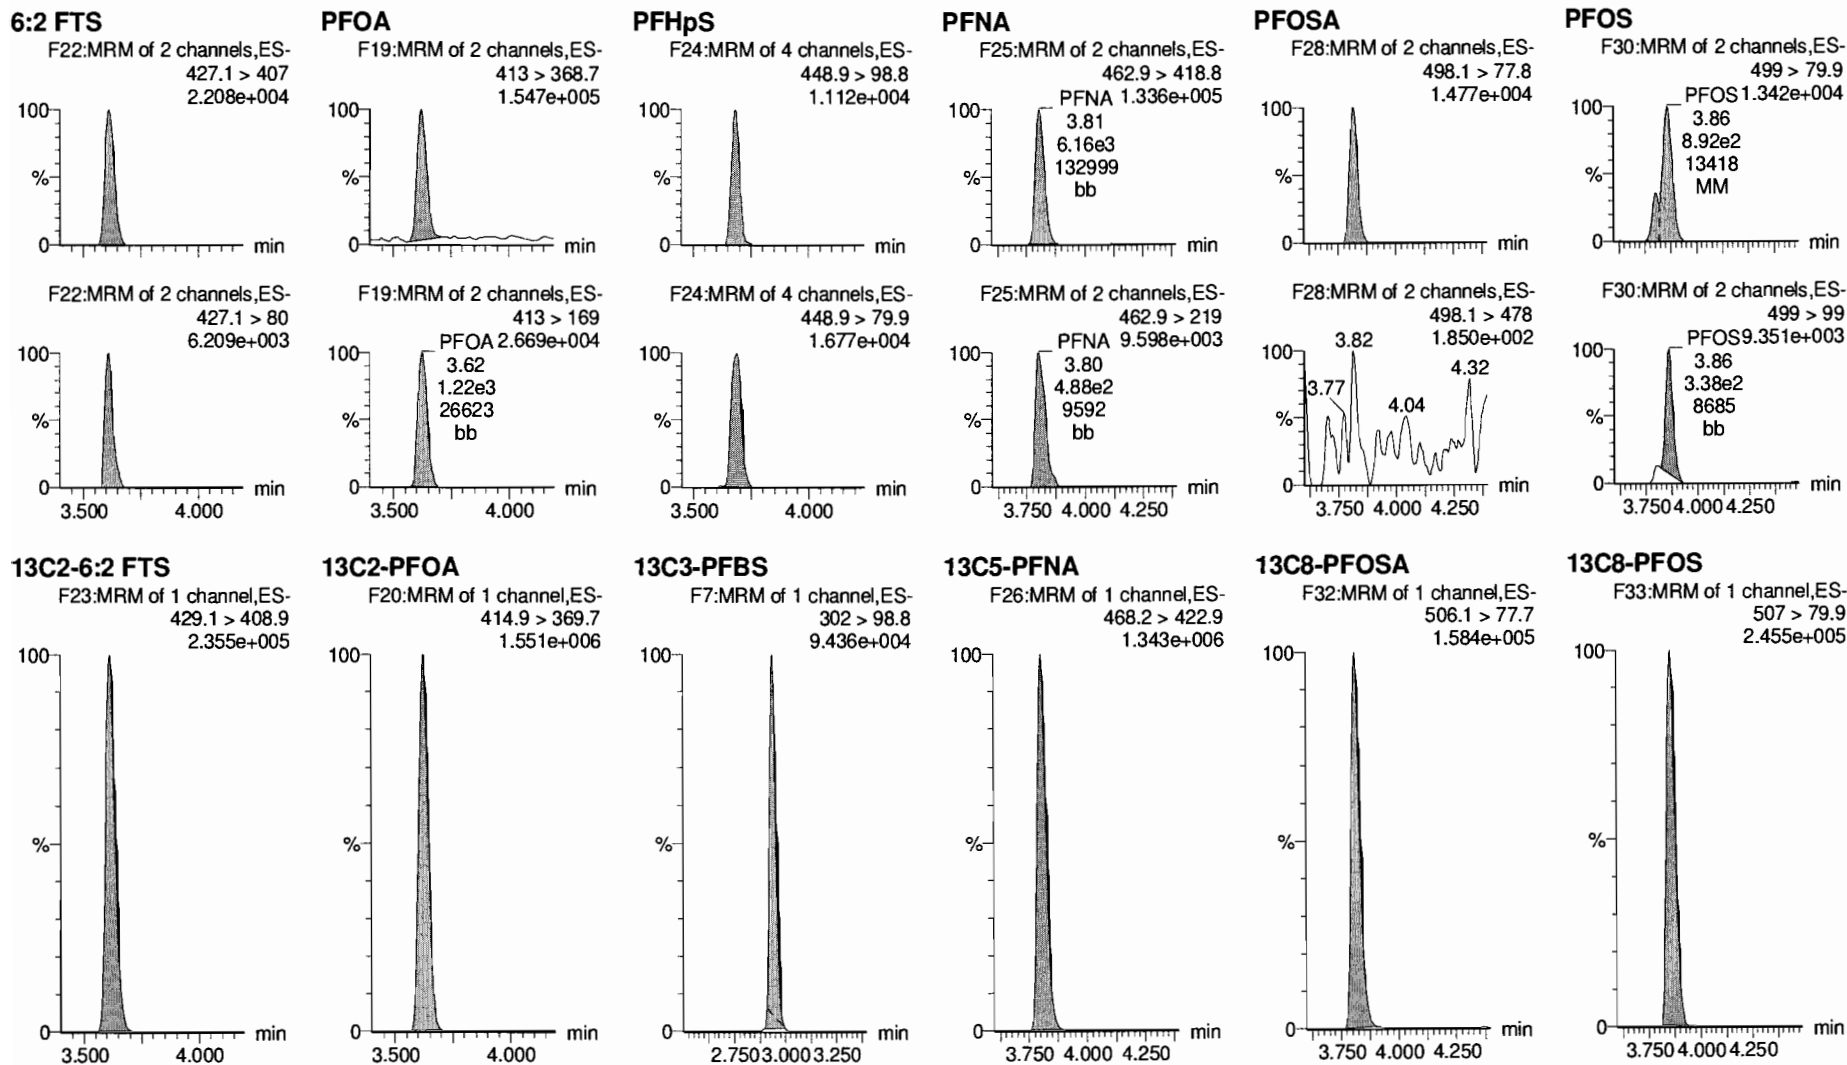 6:2 FTS
F22:MRM of 2 channels,ES-
427.1 > 407
2.208e+004
100
%
0
min
F22:MRM of 2 channels,ES-
427.1 > 80
6.209e+003
100
%
0
min
3.500 4.000
PFOA
F19:MRM of 2 channels,ES-
413 > 368.7
1.547e+005
100
%
0
min
F19:MRM of 2 channels,ES-
413 > 169
PFOA 2.669e+004
3.62
1.22e3
26623
bb
100
%
0
min
3.500 4.000
PFHpS
F24:MRM of 4 channels,ES-
448.9 > 98.8
1.112e+004
100
%
0
min
F24:MRM of 4 channels,ES-
448.9 > 79.9
1.677e+004
100
%
0
min
3.500 4.000
PFNA
F25:MRM of 2 channels,ES-
462.9 > 418.8
PFNA 1.336e+005
3.81
6.16e3
132999
bb
100
%
0
min
F25:MRM of 2 channels,ES-
462.9 > 219
PFNA 9.598e+003
3.80
4.88e2
9592
bb
100
%
0
min
3.750 4.000 4.250
PFOSA
F28:MRM of 2 channels,ES-
498.1 > 77.8
1.477e+004
100
%
0
min
F28:MRM of 2 channels,ES-
498.1 > 478
1.850e+002
3.82
4.32
3.77
4.04
100
%
0
min
3.750 4.000 4.250
PFOS
F30:MRM of 2 channels,ES-
499 > 79.9
PFOS 1.342e+004
3.86
8.92e2
13418
MM
100
%
0
min
F30:MRM of 2 channels,ES-
499 > 99
PFOS 9.351e+003
3.86
3.38e2
8685
bb
100
%
0
min
3.750 4.000 4.250
13C2-6:2 FTS
F23:MRM of 1 channel,ES-
429.1 > 408.9
2.355e+005
100
%
0
min
3.500 4.000
13C2-PFOA
F20:MRM of 1 channel,ES-
414.9 > 369.7
1.551e+006
100
%
0
min
3.500 4.000
13C3-PFBS
F7:MRM of 1 channel,ES-
302 > 98.8
9.436e+004
100
%
0
min
2.750 3.000 3.250
13C5-PFNA
F26:MRM of 1 channel,ES-
468.2 > 422.9
1.343e+006
100
%
0
min
3.750 4.000 4.250
13C8-PFOSA
F32:MRM of 1 channel,ES-
506.1 > 77.7
1.584e+005
100
%
0
min
3.750 4.000 4.250
13C8-PFOS
F33:MRM of 1 channel,ES-
507 > 79.9
2.455e+005
100
%
0
min
3.750 4.000 4.250